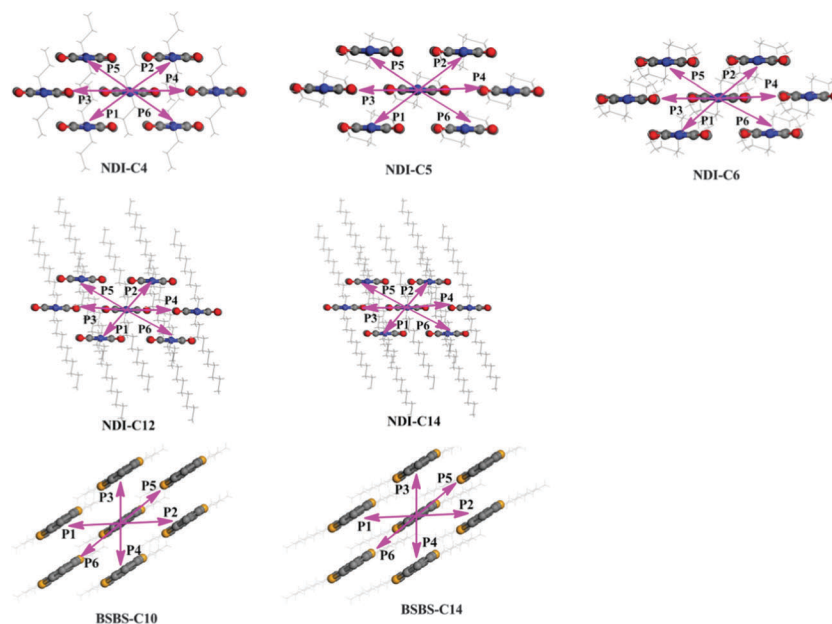 P5 P2 P4
P3 P1 P6
NDI-C4
P5 P2 P4
P3 P1 P6
NDI-C5
P5 P2 P4
P3 P1 P6
NDI-C6
P5 P2 P4
P3 P1 P6
NDI-C12
P5 P2 P4
P3 P1 P6
NDI-C14
P3 P5
P1 P2
P6 P4
BSBS-C10
P3 P5
P1 P2
P6 P4
BSBS-C14